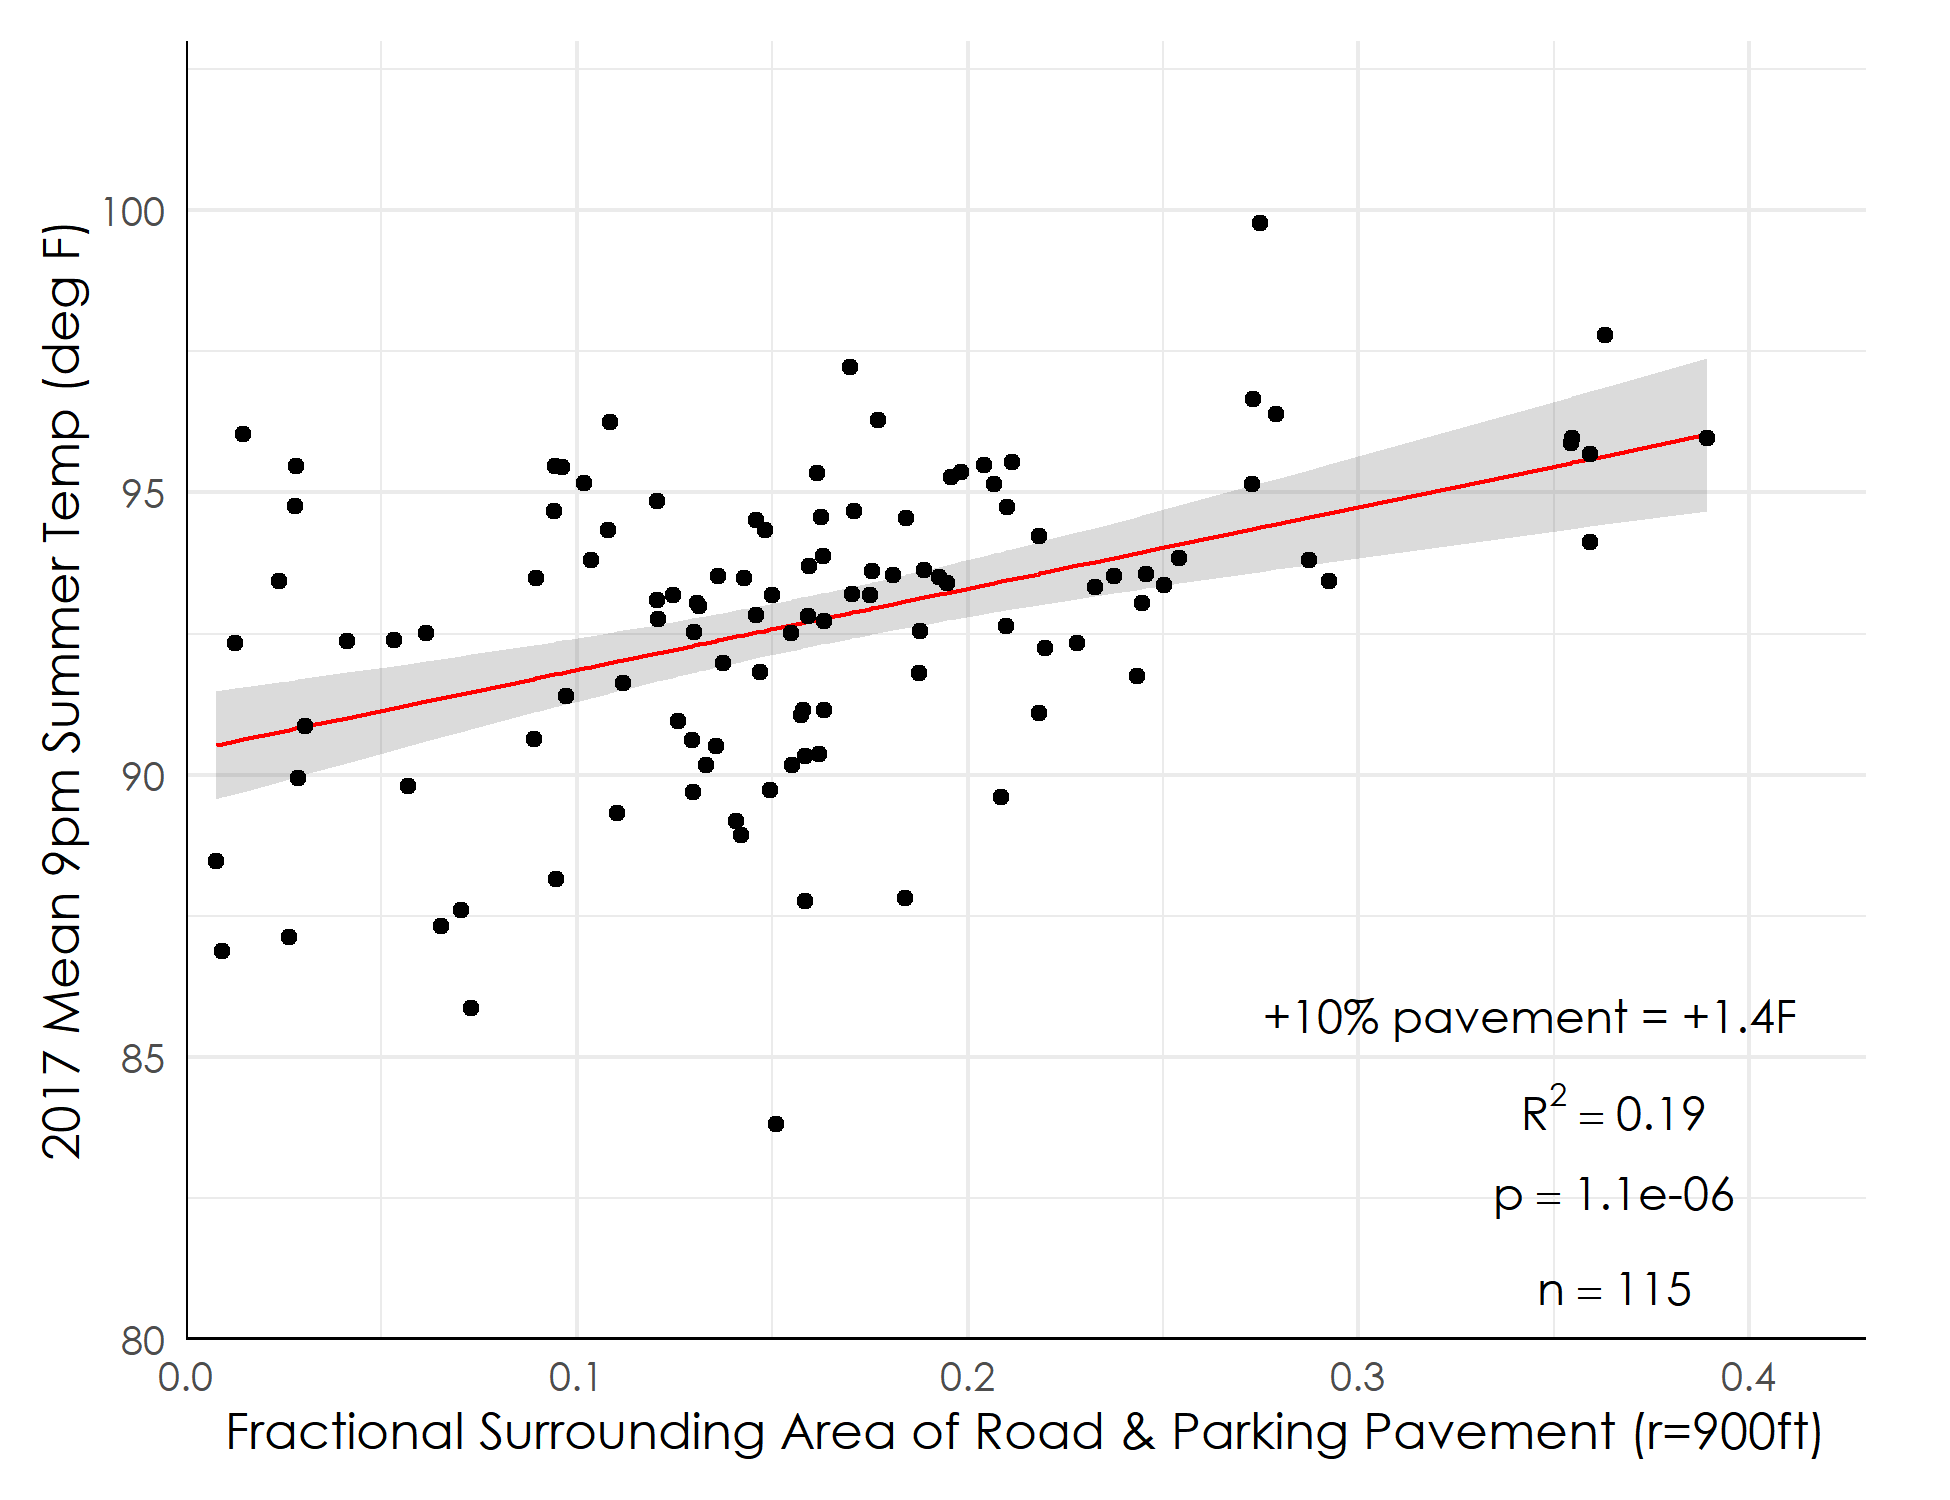 2017 Mean 9pm Summer Temp (deg F)
100
95
90
85
80
+10% pavement = +1.4F
R² = 0.19
p = 1.1e-06
n = 115
0.0 0.1 0.2 0.3 0.4
Fractional Surrounding Area of Road & Parking Pavement (r=900ft)